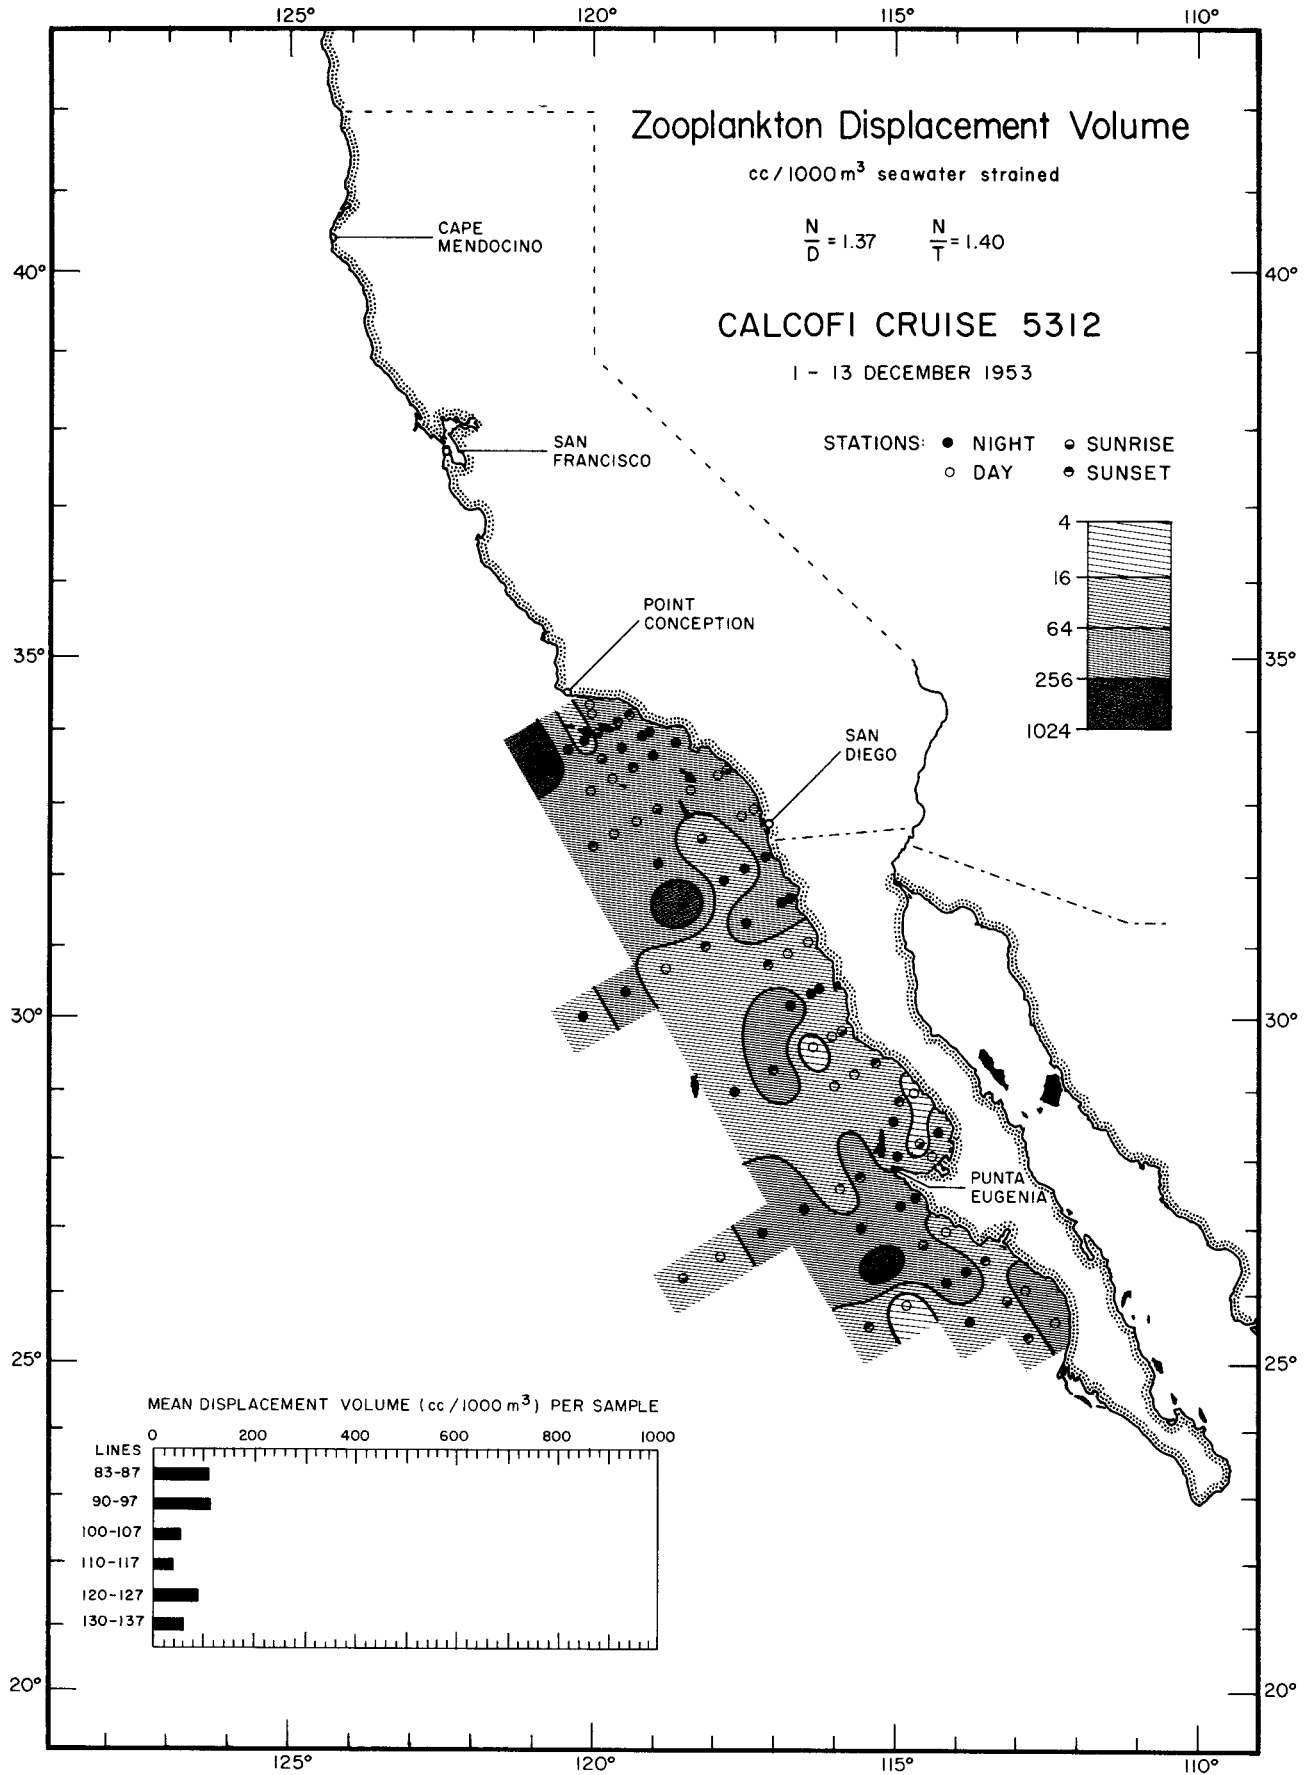 125° 120° 115° 110°
Zooplankton Displacement Volume
cc/1000 m³ seawater strained
N/D = 1.37 N/T = 1.40
CAPE
MENDOCINO
40° 40°
CALCOFI CRUISE 5312
1 – 13 DECEMBER 1953
STATIONS: ● NIGHT ◒ SUNRISE
○ DAY ◓ SUNSET
SAN
FRANCISCO
4
16
64
256
1024
POINT
CONCEPTION
35° 35°
SAN
DIEGO
30° 30°
PUNTA
EUGENIA
25° 25°
MEAN DISPLACEMENT VOLUME (cc/1000 m³) PER SAMPLE
0 200 400 600 800 1000
LINES
83-87
90-97
100-107
110-117
120-127
130-137
20° 20°
125° 120° 115° 110°